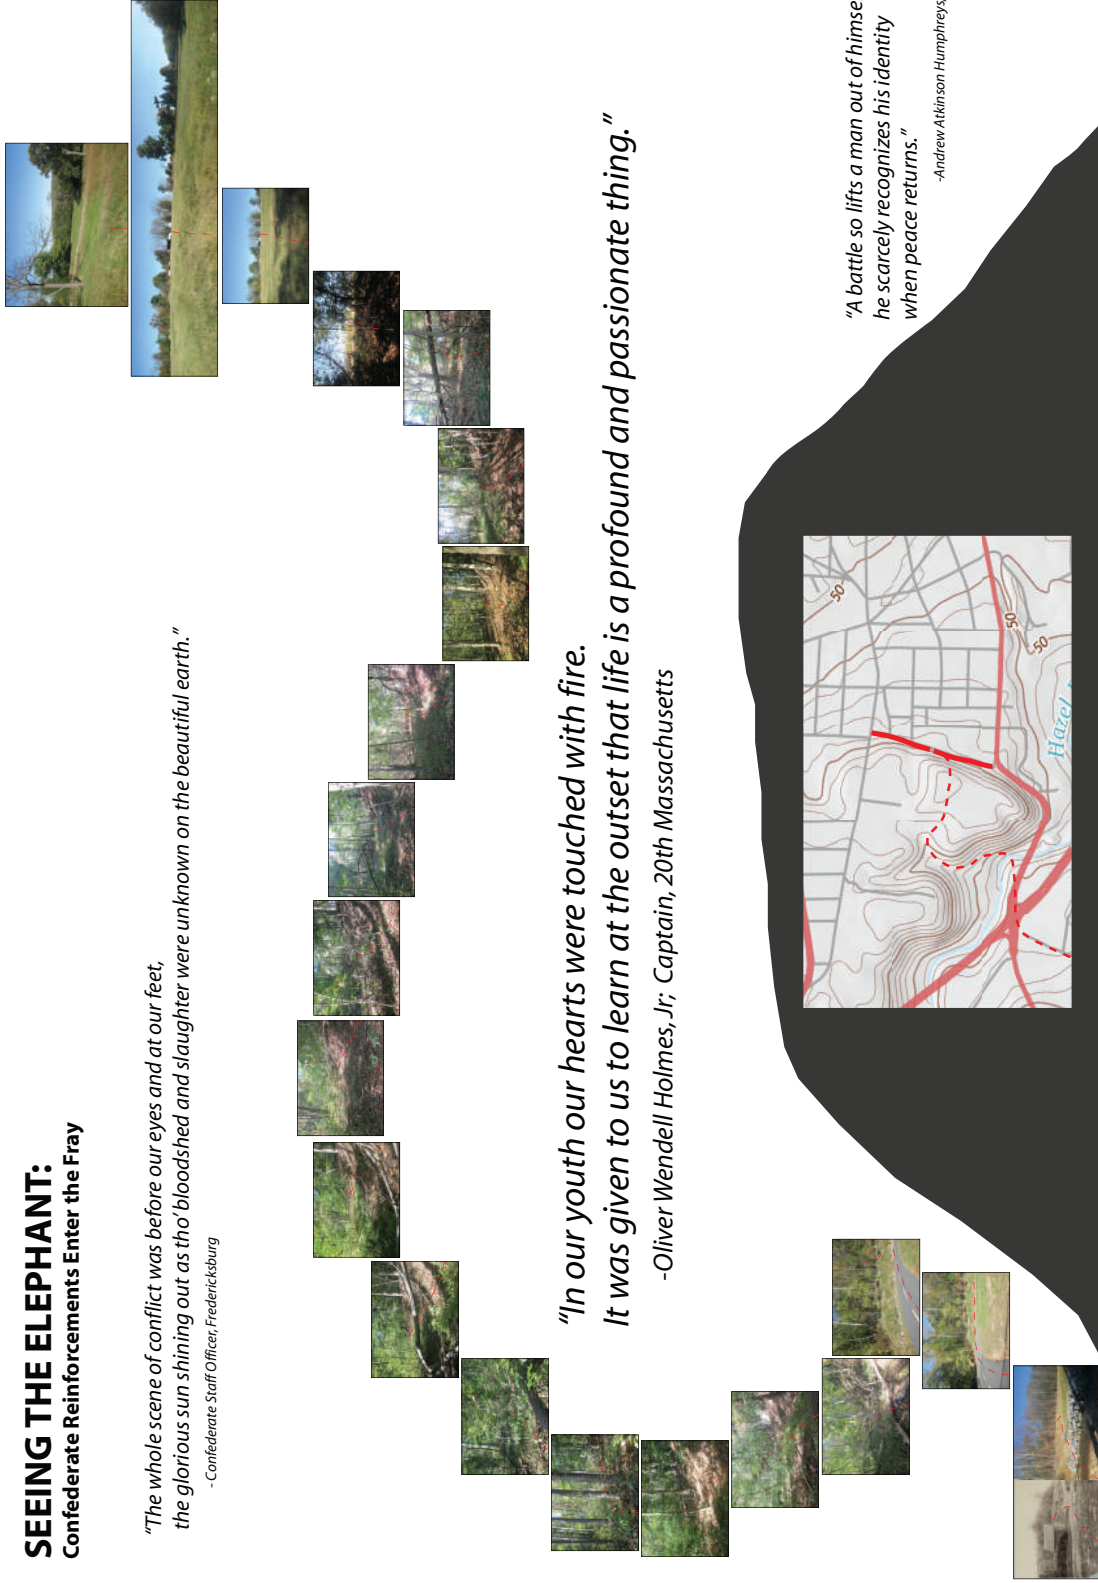 SEEING THE ELEPHANT:
Confederate Reinforcements Enter the Fray
“The whole scene of conflict was before our eyes and at our feet,
the glorious sun shining out as tho’ bloodshed and slaughter were unknown on the beautiful earth.”
- Confederate Staff Officer, Fredericksburg
“In our youth our hearts were touched with fire.
It was given to us to learn at the outset that life is a profound and passionate thing.”
-Oliver Wendell Holmes, Jr; Captain, 20th Massachusetts
“A battle so lifts a man out of himse
he scarcely recognizes his identity
when peace returns.”
-Andrew Atkinson Humphreys,
50
50
50
Hazel